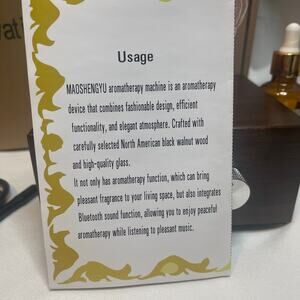 vati
Usage
MAOSHENGYU aromatherapy machine is an aromatherapy
device that combines fashionable design, efficient
functionality, and elegant atmosphere. Crafted with
carefully selected North American black walnut wood
and high-quality glass.
It not only has aromatherapy function, which can bring
pleasant fragrance to your living space, but also integrates
Bluetooth sound function, allowing you to enjoy peaceful
aromatherapy while listening to pleasant music.